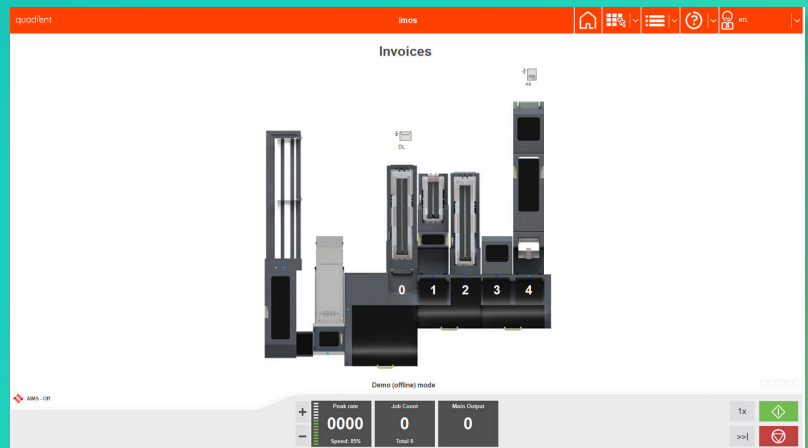 quadient
imos
NTL
Invoices
A4
DL
0 1 2 3 4
Demo (offline) mode
AIMS - Off
Peak rate
0000
Speed: 85%
Job Count
0
Total 0
Main Output
0
1x
>>|